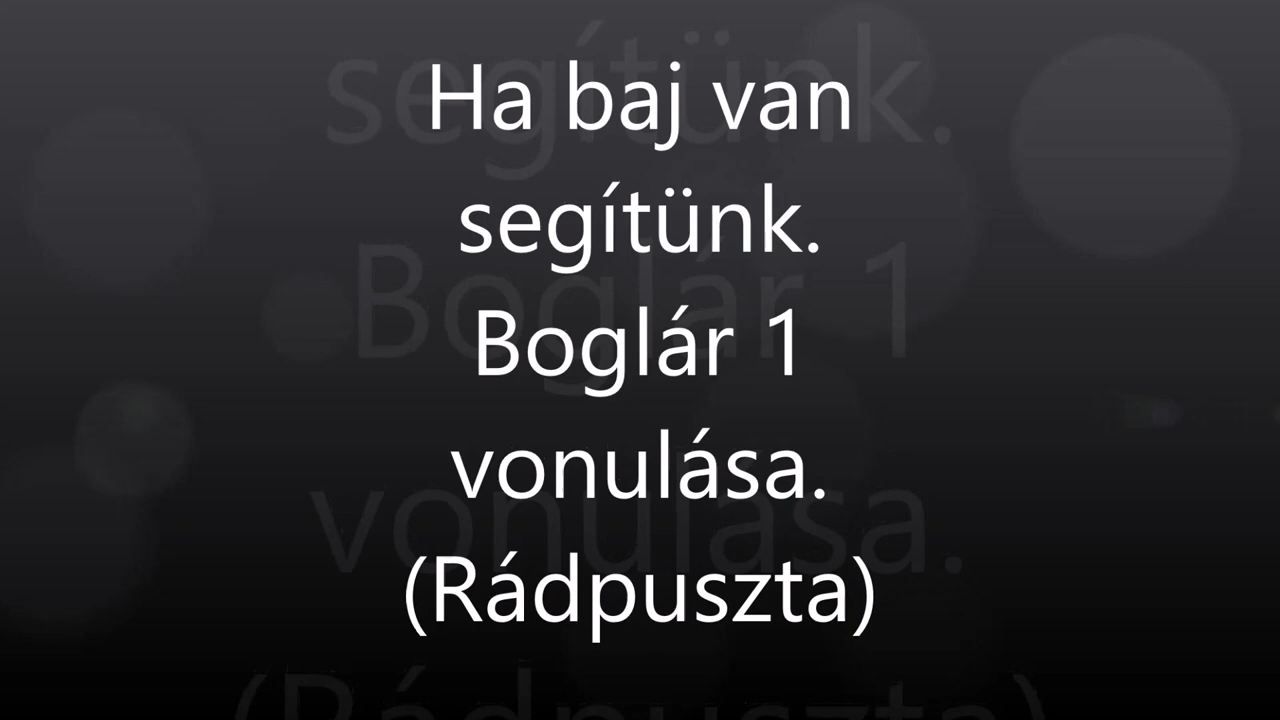 Ha baj van
segítünk.
Boglár 1
vonulása.
(Rádpuszta)